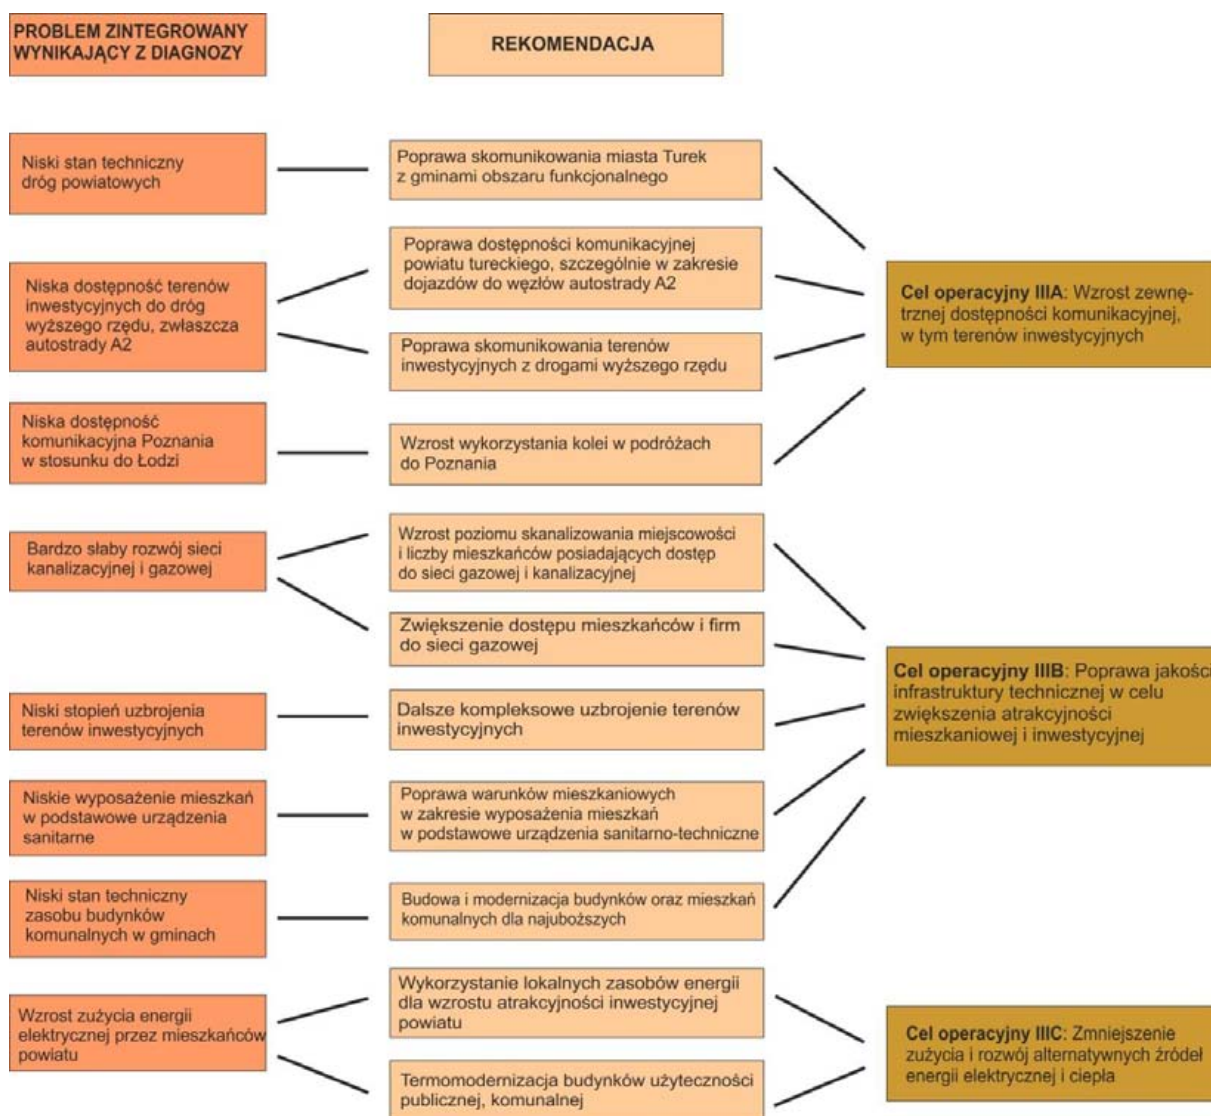 PROBLEM ZINTEGROWANY
WYNIKAJĄCY Z DIAGNOZY
REKOMENDACJA
Niski stan techniczny
dróg powiatowych
Poprawa skomunikowania miasta Turek
z gminami obszaru funkcjonalnego
Niska dostępność terenów
inwestycyjnych do dróg
wyższego rzędu, zwłaszcza
autostrady A2
Poprawa dostępności komunikacyjnej
powiatu tureckiego, szczególnie w zakresie
dojazdów do węzłów autostrady A2
Poprawa skomunikowania terenów
inwestycyjnych z drogami wyższego rzędu
Cel operacyjny IIIA: Wzrost zewnę-
trznej dostępności komunikacyjnej,
w tym terenów inwestycyjnych
Niska dostępność
komunikacyjna Poznania
w stosunku do Łodzi
Wzrost wykorzystania kolei w podróżach
do Poznania
Bardzo słaby rozwój sieci
kanalizacyjnej i gazowej
Wzrost poziomu skanalizowania miejscowości
i liczby mieszkańców posiadających dostęp
do sieci gazowej i kanalizacyjnej
Zwiększenie dostępu mieszkańców i firm
do sieci gazowej
Niski stopień uzbrojenia
terenów inwestycyjnych
Dalsze kompleksowe uzbrojenie terenów
inwestycyjnych
Cel operacyjny IIIB: Poprawa jakośc
infrastruktury technicznej w celu
zwiększenia atrakcyjności
mieszkaniowej i inwestycyjnej
Niskie wyposażenie mieszkań
w podstawowe urządzenia
sanitarne
Poprawa warunków mieszkaniowych
w zakresie wyposażenia mieszkań
w podstawowe urządzenia sanitarno-techniczne
Niski stan techniczny
zasobu budynków
komunalnych w gminach
Budowa i modernizacja budynków oraz mieszkań
komunalnych dla najuboższych
Wzrost zużycia energii
elektrycznej przez mieszkańców
powiatu
Wykorzystanie lokalnych zasobów energii
dla wzrostu atrakcyjności inwestycyjnej
powiatu
Termomodernizacja budynków użyteczności
publicznej, komunalnej
Cel operacyjny IIIC: Zmniejszenie
zużycia i rozwój alternatywnych źródeł
energii elektrycznej i ciepła